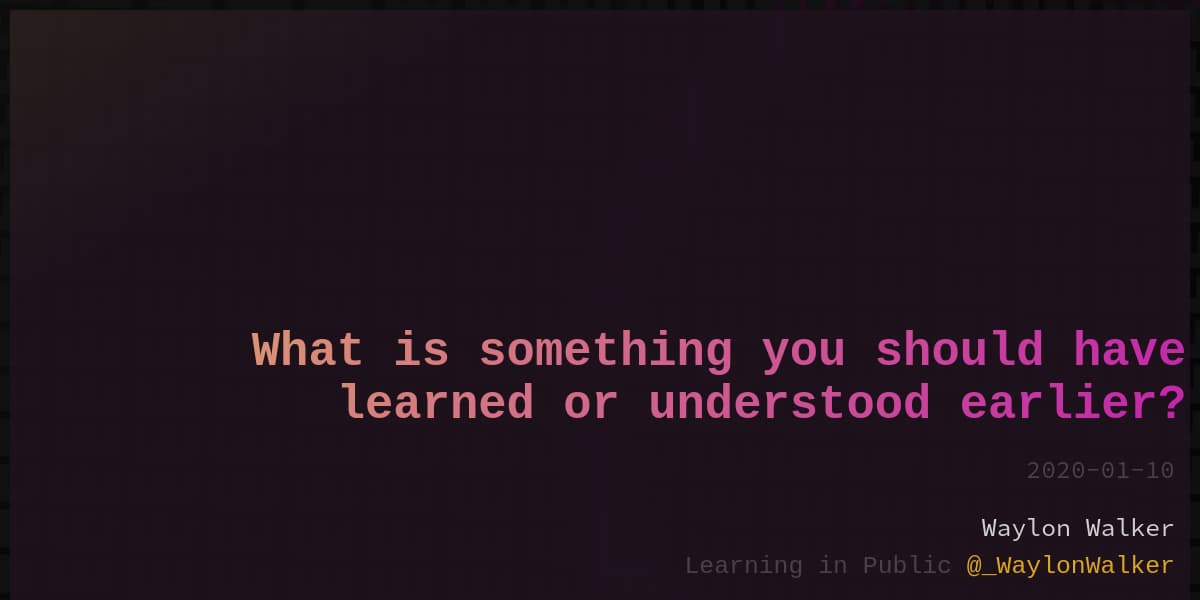 What is something you should have
learned or understood earlier?
2020-01-10
Waylon Walker
Learning in Public @_WaylonWalker